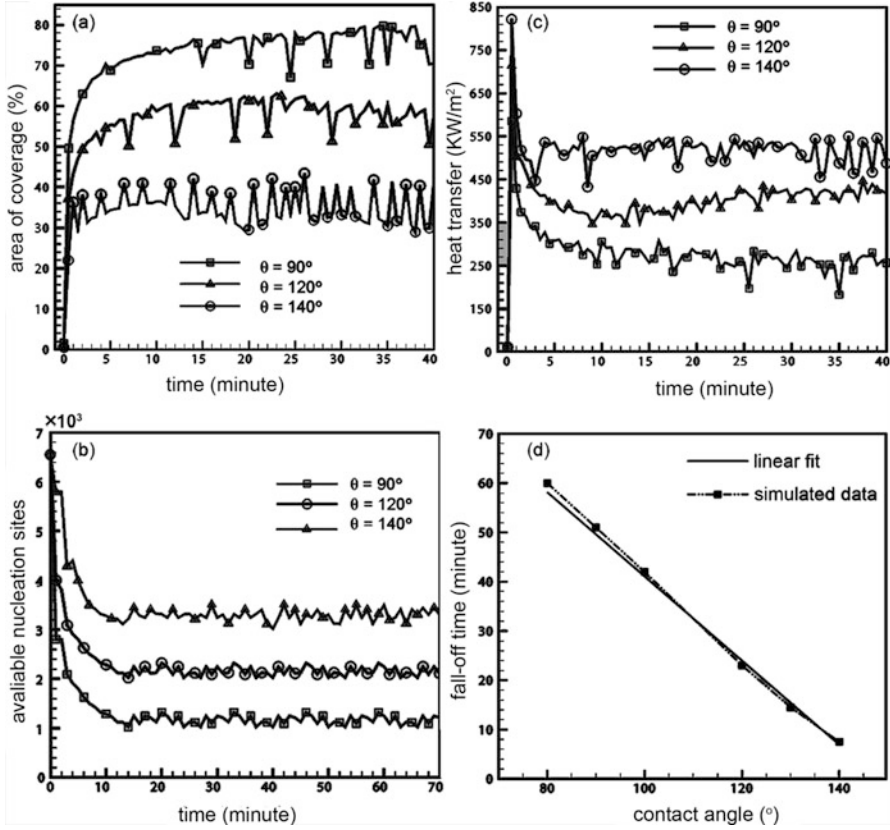 (a)
θ = 90°
θ = 120°
θ = 140°
area of coverage (%)
80
70
60
50
40
30
20
10
0
0 5 10 15 20 25 30 35 40
time (minute)
(c)
θ = 90°
θ = 120°
θ = 140°
heat transfer (KW/m²)
850
750
650
550
450
350
250
150
50
0 5 10 15 20 25 30 35 40
time (minute)
×10³
(b)
θ = 90°
θ = 120°
θ = 140°
avaliable nucleation sites
7
6
5
4
3
2
1
0
0 10 20 30 40 50 60 70
time (minute)
(d)
linear fit
simulated data
fall-off time (minute)
70
60
50
40
30
20
10
0
80 100 120 140
contact angle (°)